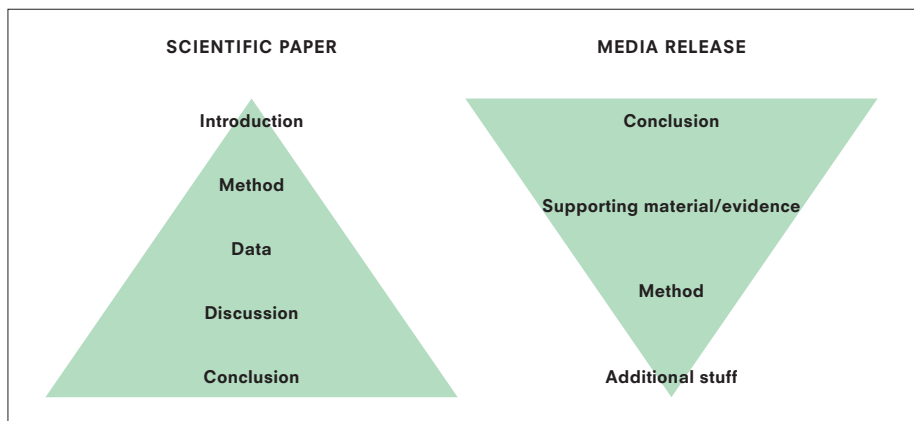 SCIENTIFIC PAPER
Introduction
Method
Data
Discussion
Conclusion
MEDIA RELEASE
Conclusion
Supporting material/evidence
Method
Additional stuff